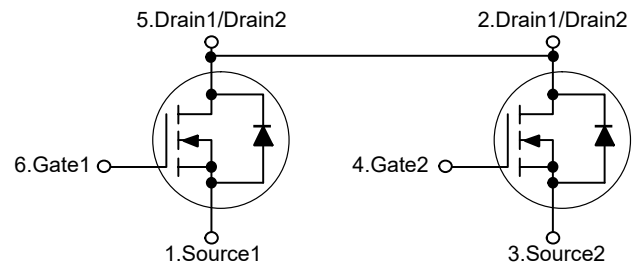 5.Drain1/Drain2
2.Drain1/Drain2
6.Gate1
4.Gate2
1.Source1
3.Source2